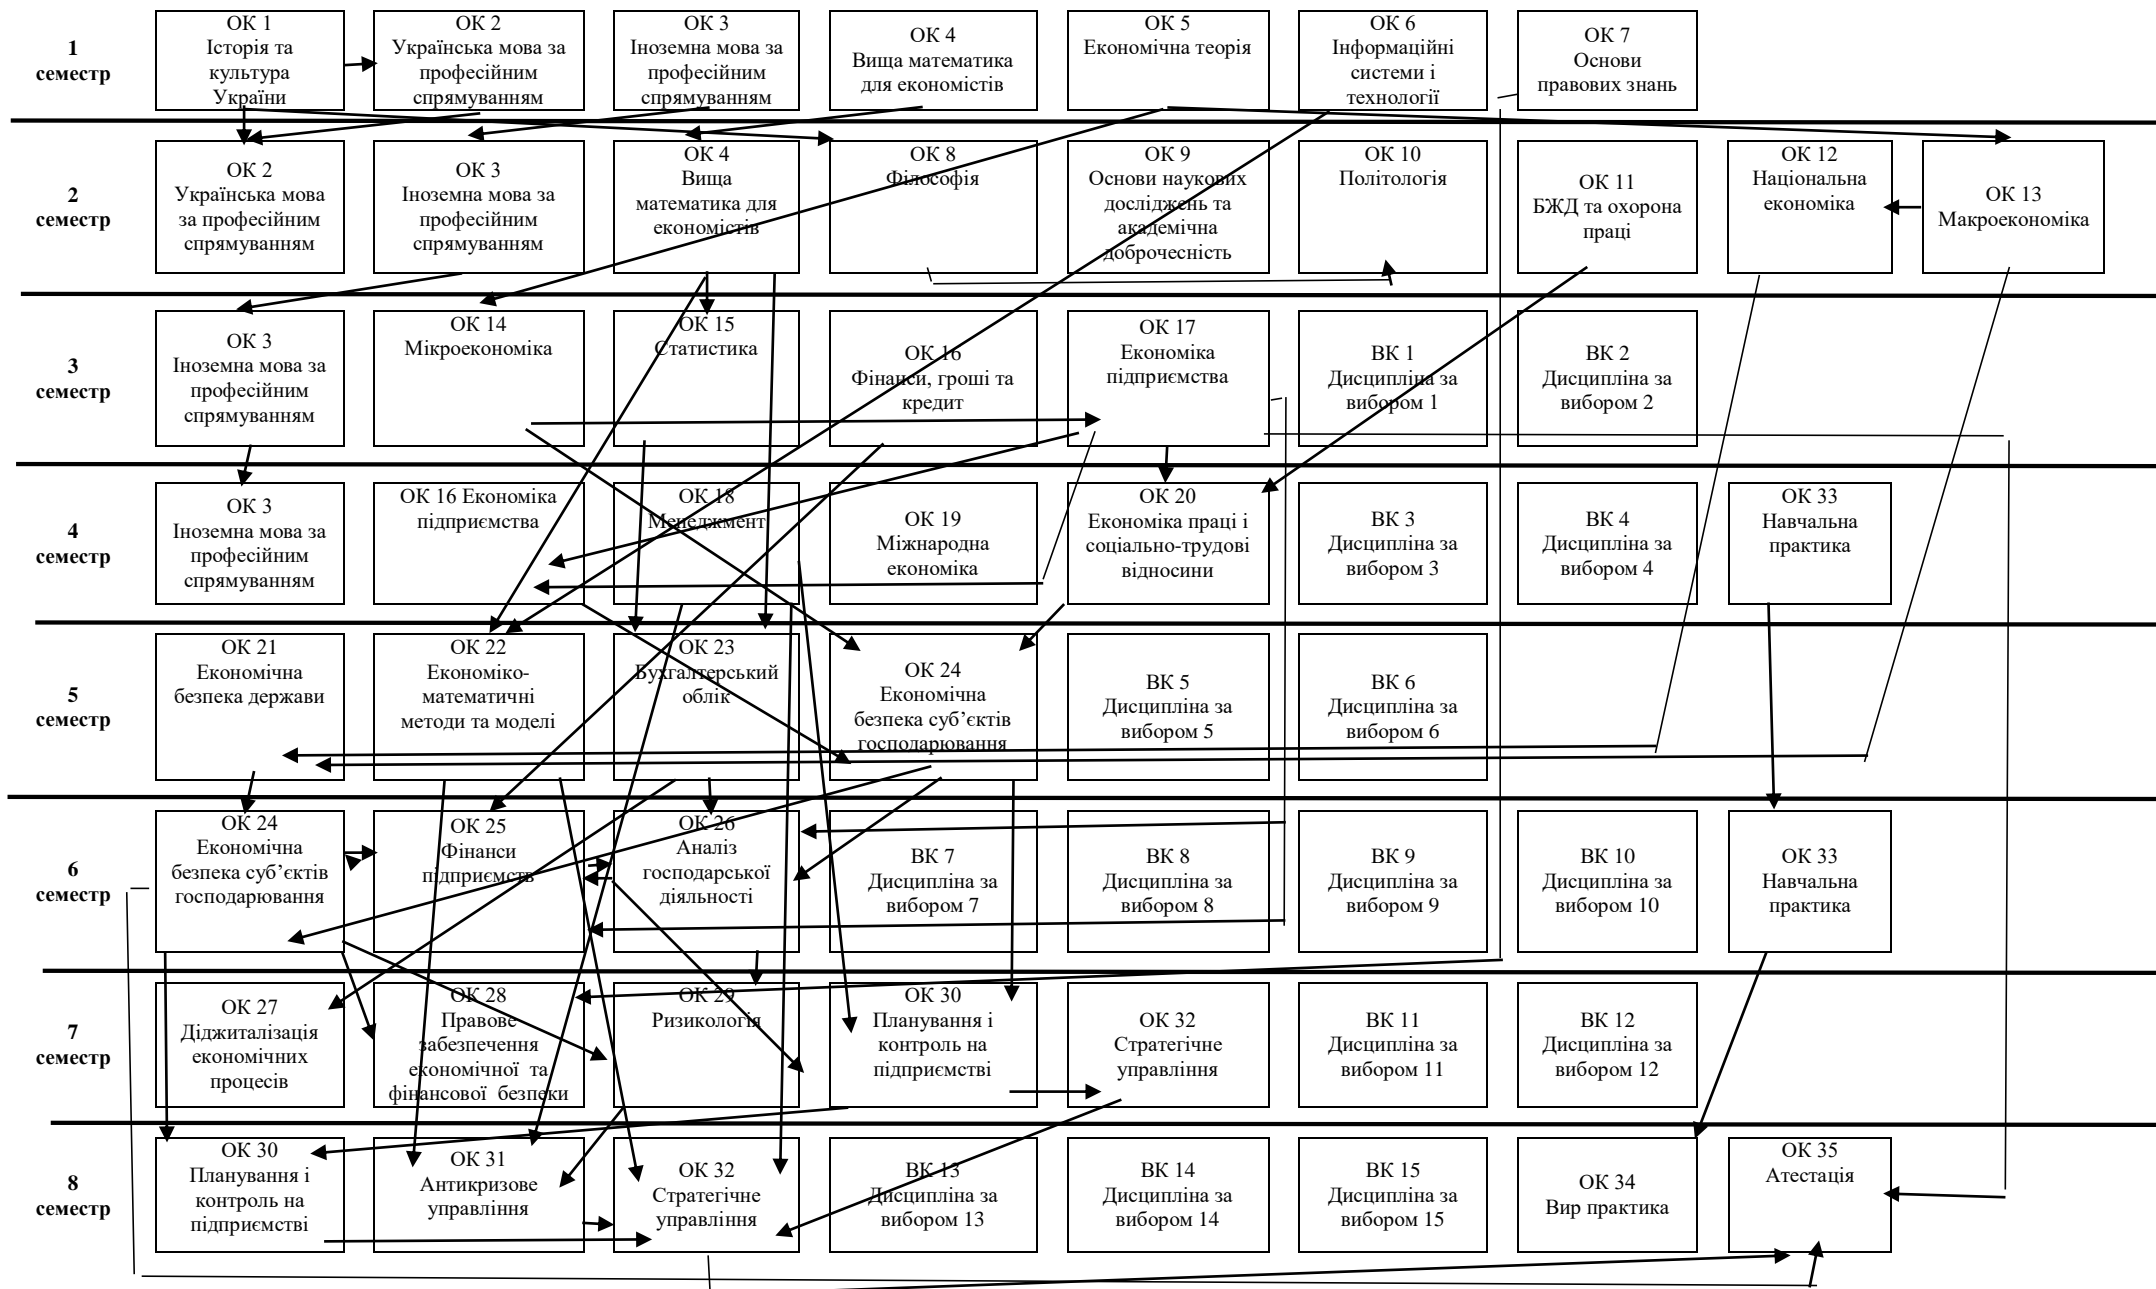 1
семестр
ОК 1
Історія та
культура
України
ОК 2
Українська мова за
професійним
спрямуванням
ОК 3
Іноземна мова за
професійним
спрямуванням
ОК 4
Вища математика
для економістів
ОК 5
Економічна теорія
ОК 6
Інформаційні
системи і
технології
ОК 7
Основи
правових знань
2
семестр
ОК 2
Українська мова
за професійним
спрямуванням
ОК 3
Іноземна мова за
професійним
спрямуванням
ОК 4
Вища
математика для
економістів
ОК 8
Філософія
ОК 9
Основи наукових
досліджень та
академічна
доброчесність
ОК 10
Політологія
ОК 11
БЖД та охорона
праці
ОК 12
Національна
економіка
ОК 13
Макроекономіка
3
семестр
ОК 3
Іноземна мова за
професійним
спрямуванням
ОК 14
Мікроекономіка
ОК 15
Статистика
ОК 16
Фінанси, гроші та
кредит
ОК 17
Економіка
підприємства
ВК 1
Дисципліна за
вибором 1
ВК 2
Дисципліна за
вибором 2
4
семестр
ОК 3
Іноземна мова за
професійним
спрямуванням
ОК 16 Економіка
підприємства
ОК 18
Менеджмент
ОК 19
Міжнародна
економіка
ОК 20
Економіка праці і
соціально-трудові
відносини
ВК 3
Дисципліна за
вибором 3
ВК 4
Дисципліна за
вибором 4
ОК 33
Навчальна
практика
5
семестр
ОК 21
Економічна
безпека держави
ОК 22
Економіко-
математичні
методи та моделі
ОК 23
Бухгалтерський
облік
ОК 24
Економічна
безпека суб’єктів
господарювання
ВК 5
Дисципліна за
вибором 5
ВК 6
Дисципліна за
вибором 6
6
семестр
ОК 24
Економічна
безпека суб’єктів
господарювання
ОК 25
Фінанси
підприємств
ОК 26
Аналіз
господарської
діяльності
ВК 7
Дисципліна за
вибором 7
ВК 8
Дисципліна за
вибором 8
ВК 9
Дисципліна за
вибором 9
ВК 10
Дисципліна за
вибором 10
ОК 33
Навчальна
практика
7
семестр
ОК 27
Діджиталізація
економічних
процесів
ОК 28
Правове
забезпечення
економічної та
фінансової безпеки
ОК 29
Ризикологія
ОК 30
Планування і
контроль на
підприємстві
ОК 32
Стратегічне
управління
ВК 11
Дисципліна за
вибором 11
ВК 12
Дисципліна за
вибором 12
8
семестр
ОК 30
Планування і
контроль на
підприємстві
ОК 31
Антикризове
управління
ОК 32
Стратегічне
управління
ВК 13
Дисципліна за
вибором 13
ВК 14
Дисципліна за
вибором 14
ВК 15
Дисципліна за
вибором 15
ОК 34
Вир практика
ОК 35
Атестація